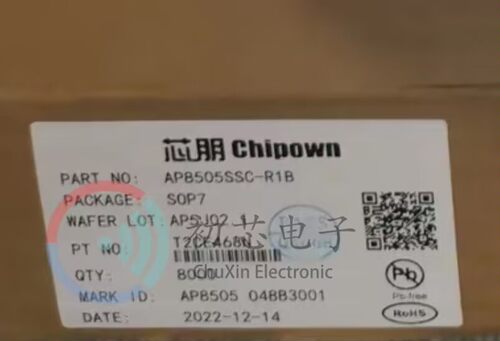 芯朋 Chipown
PART NO: AP8505SSC-R1B
PACKAGE: SOP7
WAFER LOT:
初芯电子
PT NO:
QTY: 8000
ChuXin Electronic
MARK ID: AP8505 04BB3001
Pb-free
RoHS
DATE: 2022-12-14